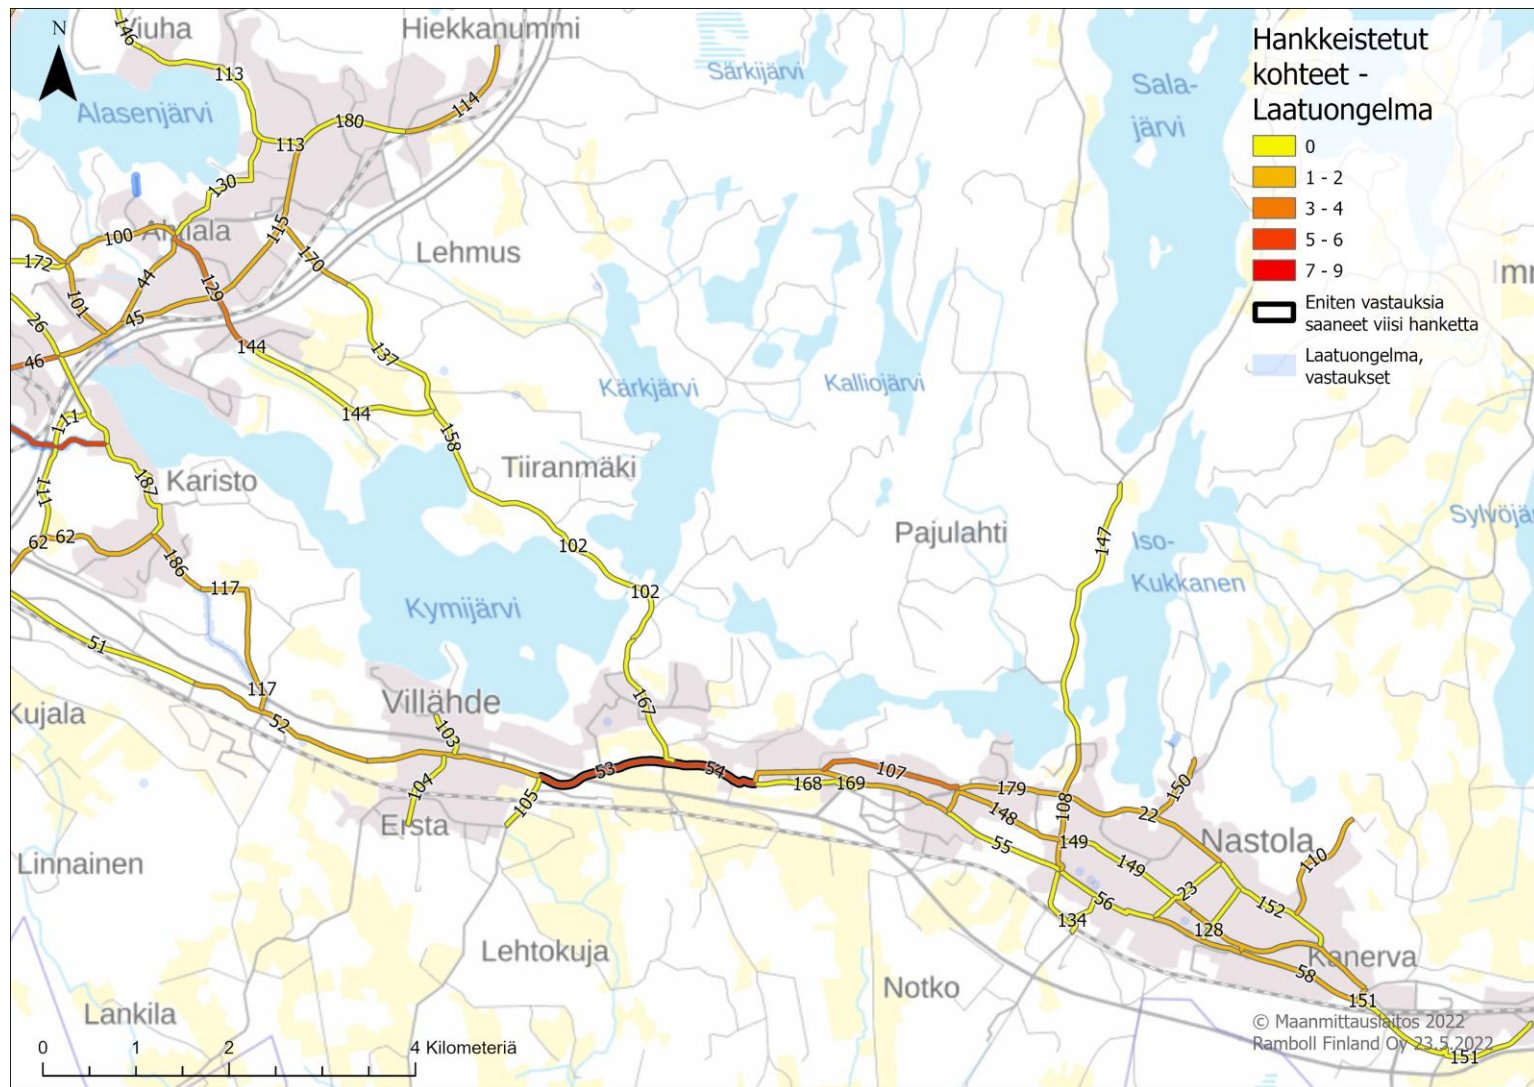 N
Hankkeistetut
kohteet -
Laatuongelma
0
1 - 2
3 - 4
5 - 6
7 - 9
Eniten vastauksia
saaneet viisi hanketta
Laatuongelma,
vastaukset
146
Hiekkanummi
113
Särkijärvi
Sala-
järvi
Alasenjärvi
114
180
113
130
115
100
Lehmus
172
170
44
129
101
45
26
144
46
137
Kärkjärvi
Kalliojärvi
144
111
158
Tiiranmäki
Karisto
187
111
Pajulahti
147
Iso-
Kukkanen
62
62
102
186
117
102
Kymijärvi
51
117
Villähde
167
Kujala
52
103
53
54
107
168
169
179
150
104
105
148
108
22
Ersta
55
149
Nastola
149
110
Linnainen
23
56
152
134
128
Lehtokuja
Kanerva
58
Notko
151
Lankila
© Maanmittauslaitos 2022
Ramboll Finland Oy 23.5.2022
151
0
1
2
4 Kilometeriä